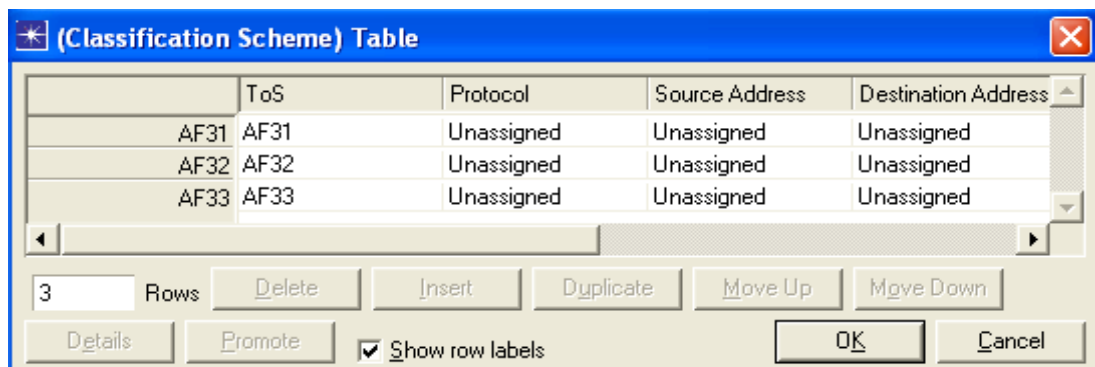 (Classification Scheme) Table
ToS Protocol Source Address Destination Address
AF31 AF31 Unassigned Unassigned Unassigned
AF32 AF32 Unassigned Unassigned Unassigned
AF33 AF33 Unassigned Unassigned Unassigned
3 Rows Delete Insert Duplicate Move Up Move Down
Details Promote Show row labels OK Cancel